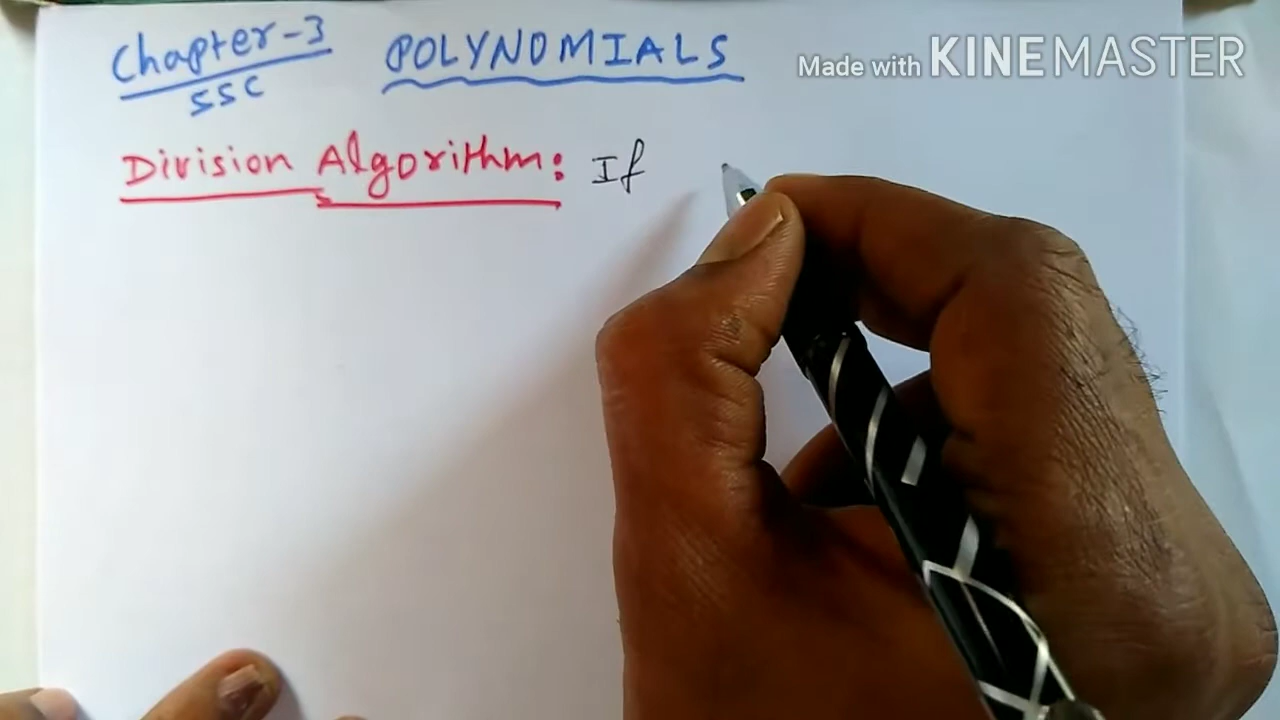 Chapter-3 POLYNOMIALS
SSC
Division Algorithm: If
Made with KINEMASTER